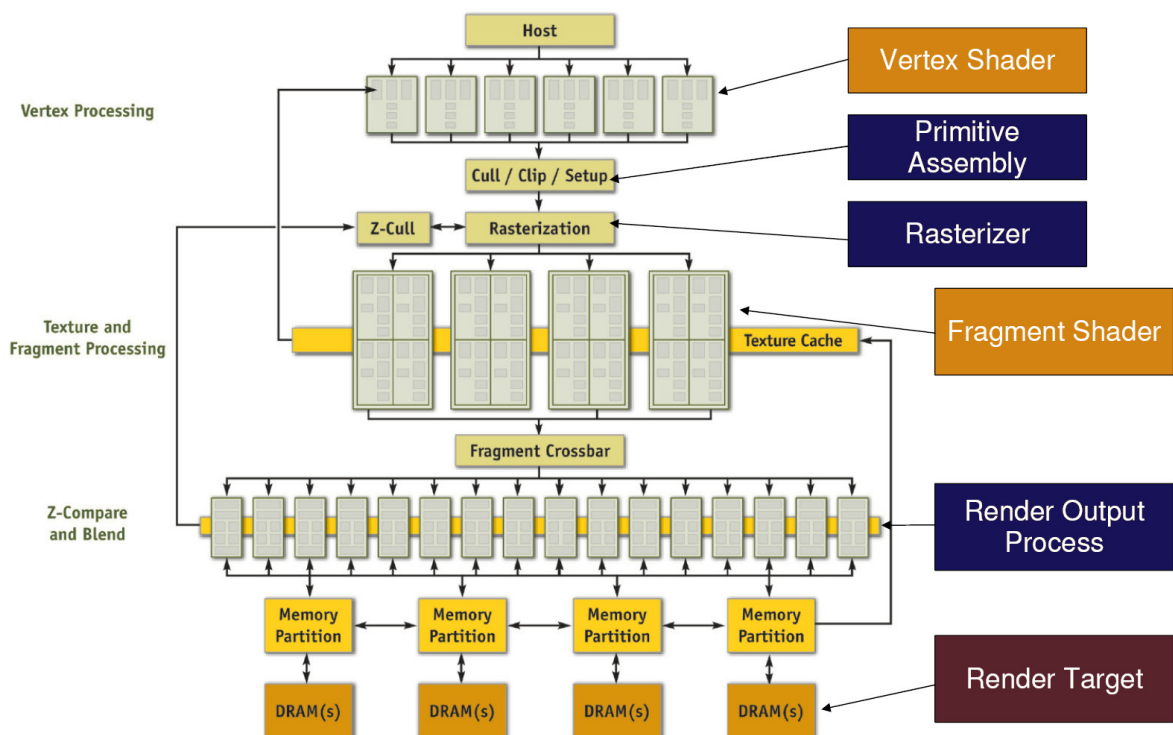 Host
Vertex Shader
Vertex Processing
Primitive
Assembly
Cull / Clip / Setup
Z-Cull
Rasterization
Rasterizer
Texture and
Fragment Processing
Texture Cache
Fragment Shader
Fragment Crossbar
Z-Compare
and Blend
Render Output
Process
Memory
Partition
Memory
Partition
Memory
Partition
Memory
Partition
Render Target
DRAM(s)
DRAM(s)
DRAM(s)
DRAM(s)